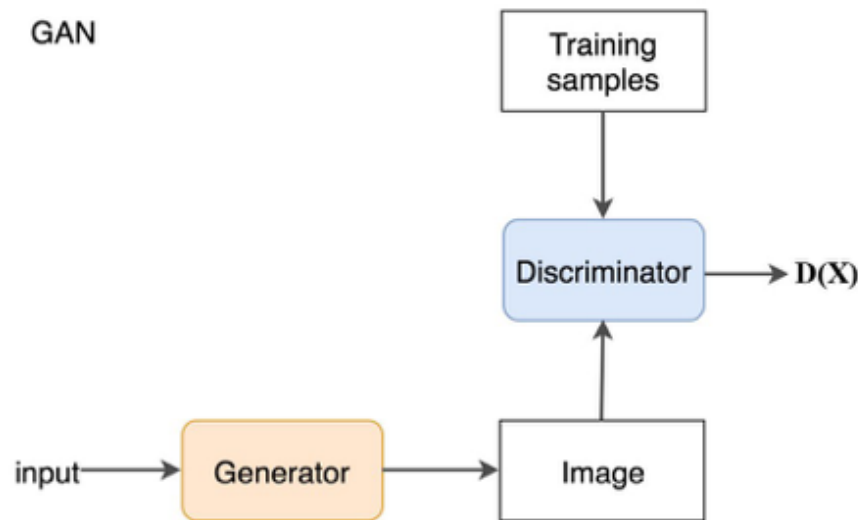 GAN
Training
samples
Discriminator
D(X)
input
Generator
Image